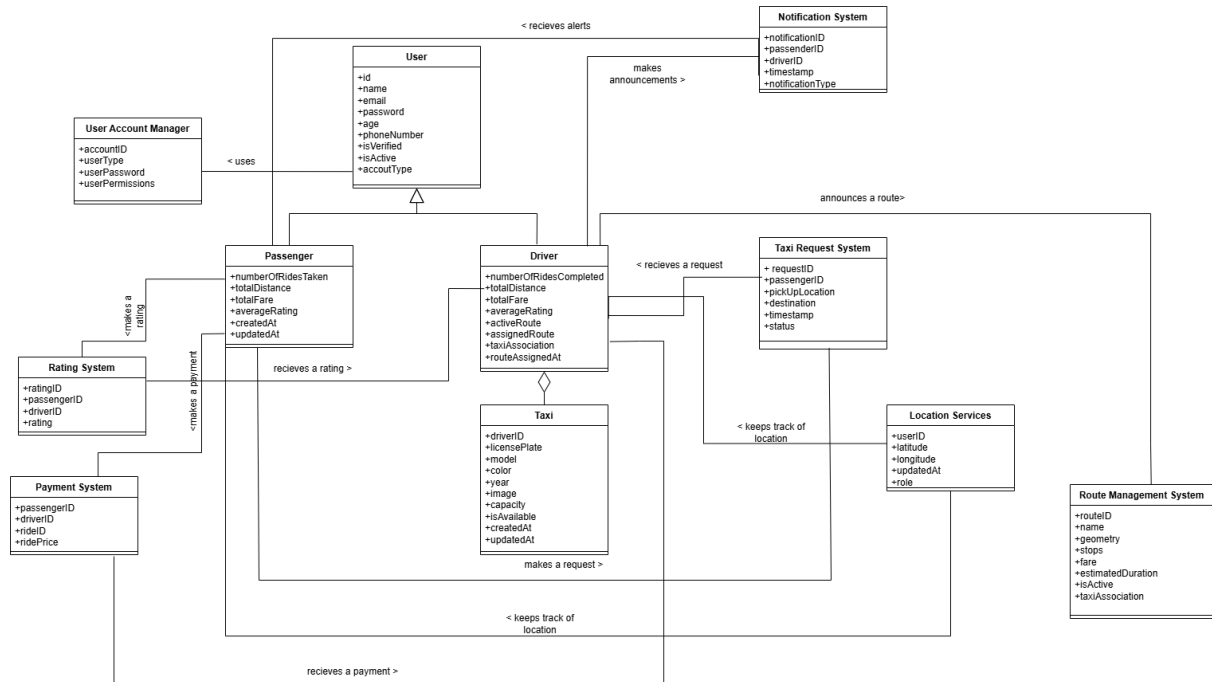 Notification System
+notificationID
+passenderID
+driverID
+timestamp
+notificationType
< recieves alerts
makes
announcements >
User
+id
+name
+email
+password
+age
+phoneNumber
+isVerified
+isActive
+accoutType
User Account Manager
+accountID
+userType
+userPassword
+userPermissions
< uses
announces a route>
Passenger
+numberOfRidesTaken
+totalDistance
+totalFare
+averageRating
+createdAt
+updatedAt
Driver
+numberOfRidesCompleted
+totalDistance
+totalFare
+averageRating
+activeRoute
+assignedRoute
+taxiAssociation
+routeAssignedAt
< recieves a request
Taxi Request System
+ requestID
+passengerID
+pickUpLocation
+destination
+timestamp
+status
<makes a
rating
<makes a payment
Rating System
+ratingID
+passengerID
+driverID
+rating
recieves a rating >
Taxi
+driverID
+licensePlate
+model
+color
+year
+image
+capacity
+isAvailable
+createdAt
+updatedAt
< keeps track of
location
Location Services
+userID
+latitude
+longitude
+updatedAt
+role
Payment System
+passengerID
+driverID
+rideID
+ridePrice
Route Management System
+routeID
+name
+geometry
+stops
+fare
+estimatedDuration
+isActive
+taxiAssociation
makes a request >
< keeps track of
location
recieves a payment >